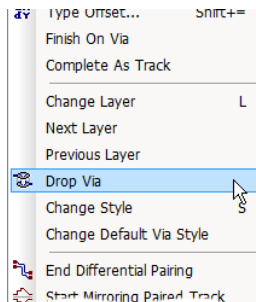 Type Offset... Shift+=
Finish On Via
Complete As Track
Change Layer L
Next Layer
Previous Layer
Drop Via
Change Style S
Change Default Via Style
End Differential Pairing
Start Mirroring Paired Track